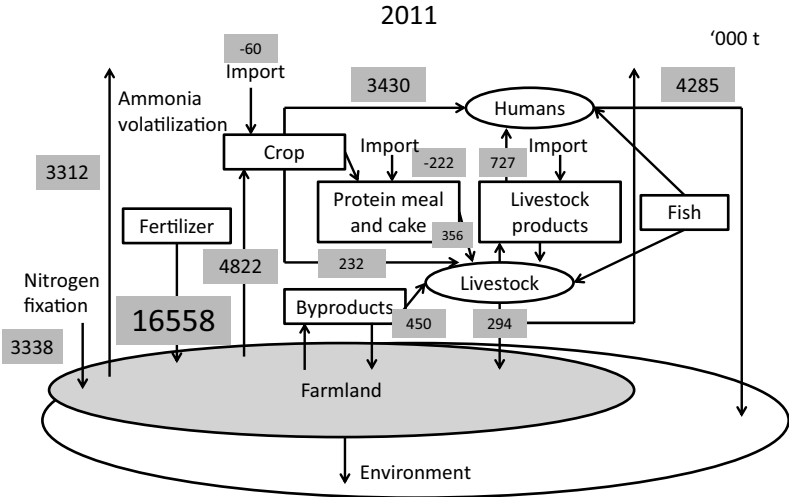 2011
'000 t
-60
Import
3430
4285
Ammonia
volatilization
Humans
Crop
Import
-222
727
Import
3312
Protein meal
and cake
Livestock
products
Fish
Fertilizer
356
4822
232
Nitrogen
fixation
Livestock
Byproducts
16558
450
294
3338
Farmland
Environment